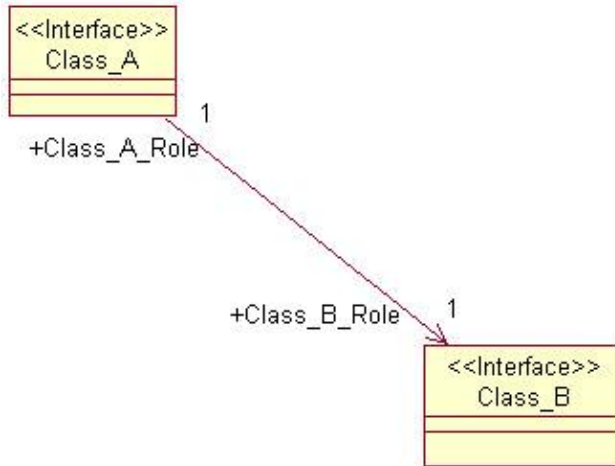 <<Interface>>
Class_A
1
+Class_A_Role
+Class_B_Role
1
<<Interface>>
Class_B